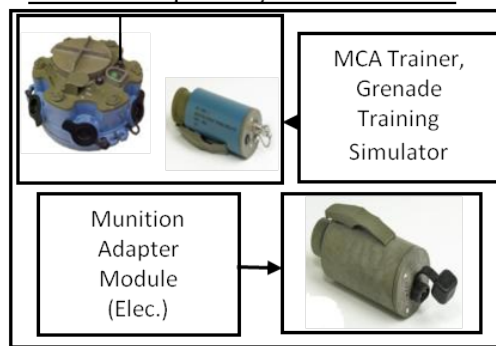 MCA Trainer,
Grenade
Training
Simulator
Munition
Adapter
Module
(Elec.)